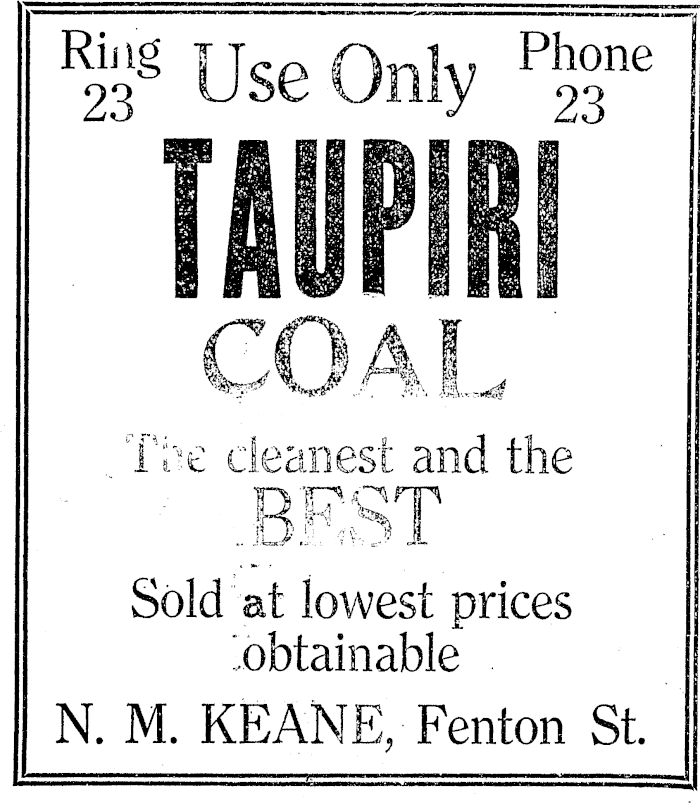 Ring Use Only Phone
23 23
TAUPIRI
COAL
The cleanest and the
BEST
Sold at lowest prices
obtainable
N. M. KEANE, Fenton St.